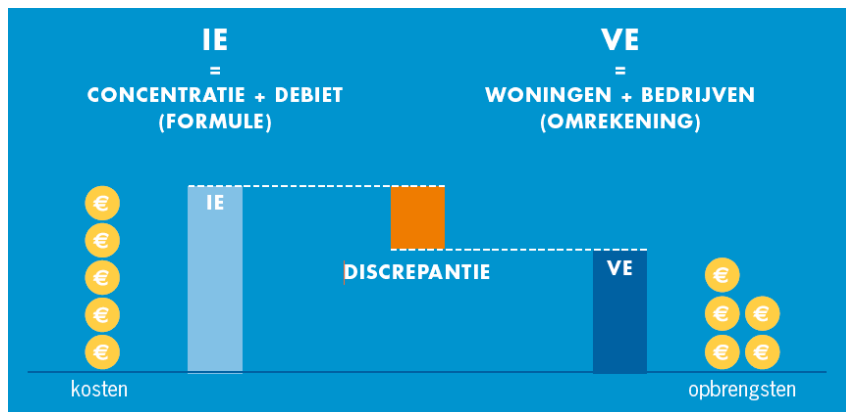 IE
=
CONCENTRATIE + DEBIET
(FORMULE)
VE
=
WONINGEN + BEDRIJVEN
(OMREKENING)
IE
DISCREPANTIE
VE
€
€
€
€
€
€
€
€
€
€
kosten
opbrengsten